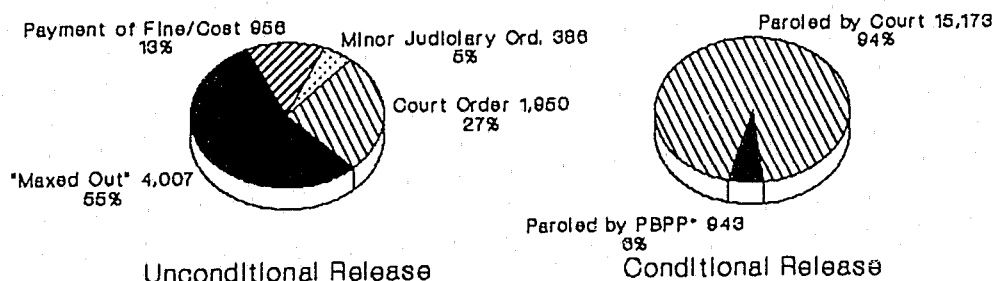 Payment of Fine/Cost 956
13%
Minor Judiciary Ord. 386
5%
Court Order 1,950
27%
"Maxed Out" 4,007
55%
Unconditional Release
Paroled by Court 15,173
94%
Paroled by PBPP* 943
6%
Conditional Release